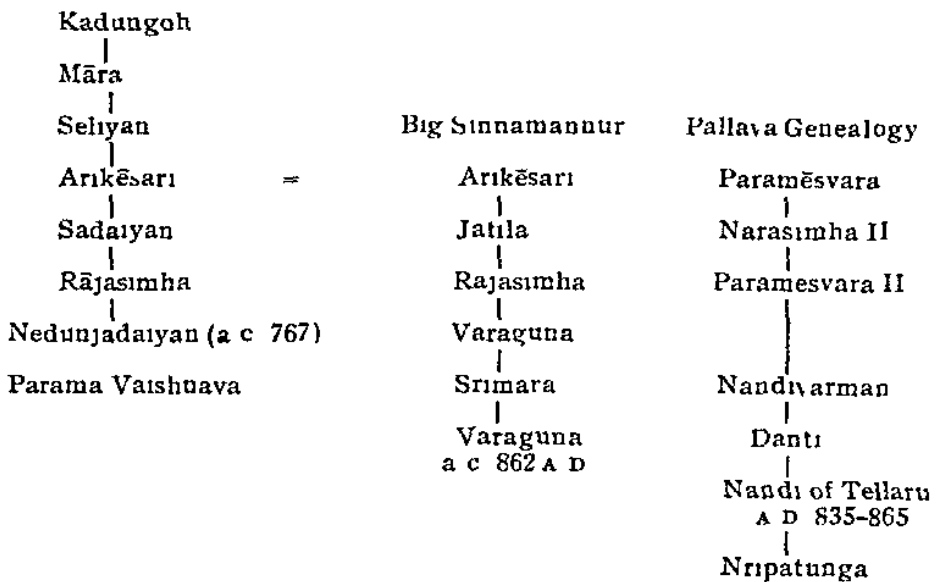 Kadungoh
Māra
Seliyan Big Sinnamannur Pallava Genealogy
Arikēsari = Arikēsari Paramēsvara
Sadaiyan Jatila Narasimha II
Rājasimha Rajasimha Paramesvara II
Nedunjadaiyan (a c 767) Varaguna
Parama Vaishnava Srimara Nandivarman
Varaguna Danti
a c 862 A D
Nandi of Tellaru
A D 835-865
Nripatunga